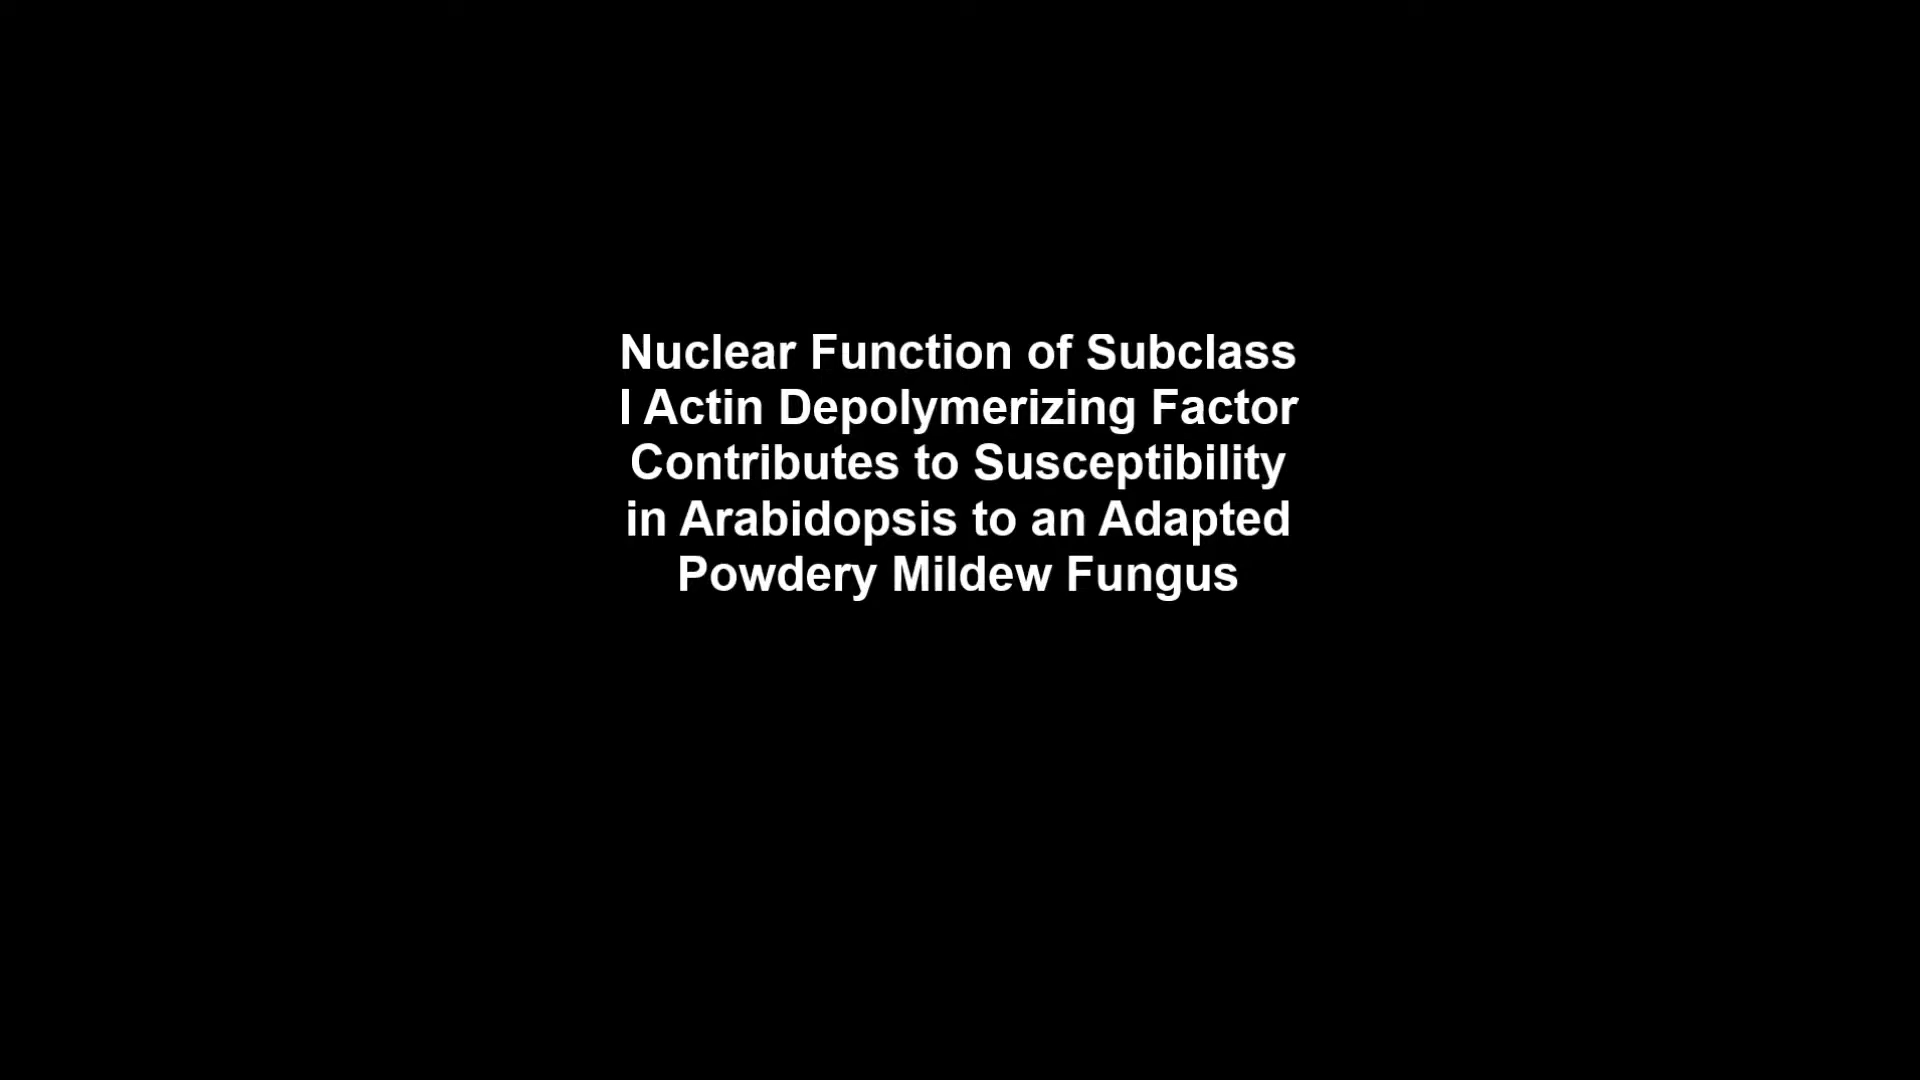 Nuclear Function of Subclass
I Actin Depolymerizing Factor
Contributes to Susceptibility
in Arabidopsis to an Adapted
Powdery Mildew Fungus